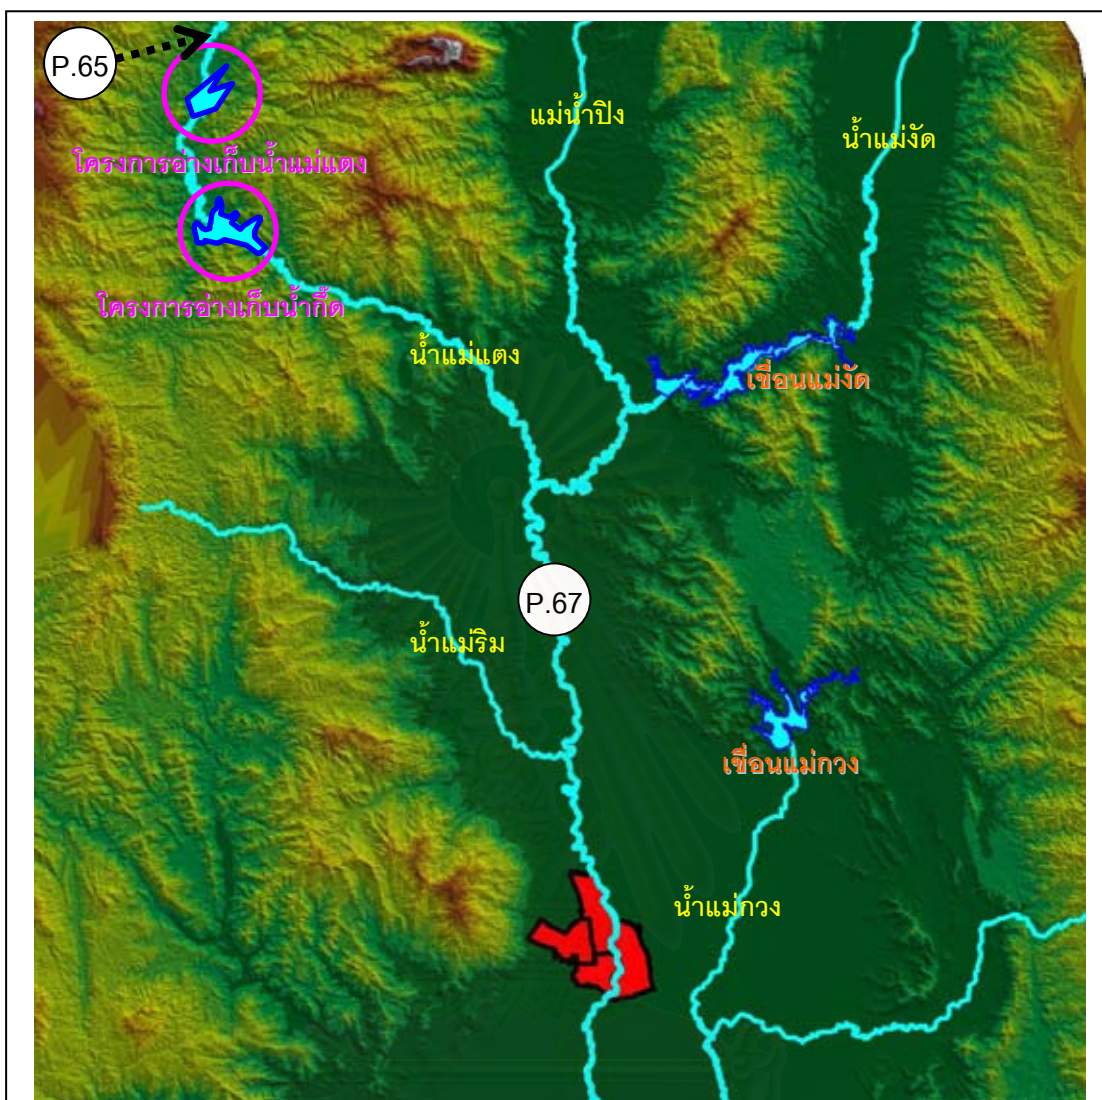 P.65
แม่น้ำปิง
น้ำแม่งัด
โครงการอ่างเก็บน้ำแม่แตง
โครงการอ่างเก็บน้ำกึ๊ด
น้ำแม่แตง
เขื่อนแม่งัด
P.67
น้ำแม่ริม
เขื่อนแม่กวง
น้ำแม่กวง